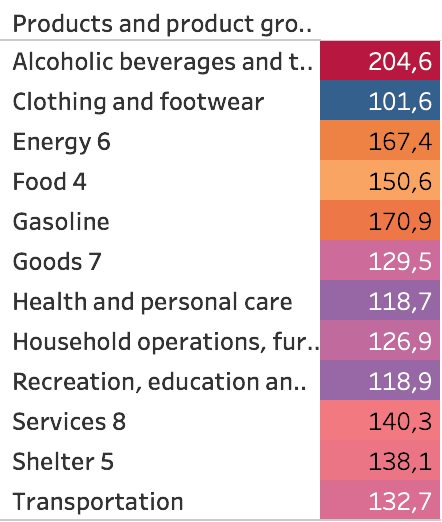 Products and product gro..
Alcoholic beverages and t.. 204,6
Clothing and footwear 101,6
Energy 6 167,4
Food 4 150,6
Gasoline 170,9
Goods 7 129,5
Health and personal care 118,7
Household operations, fur.. 126,9
Recreation, education an.. 118,9
Services 8 140,3
Shelter 5 138,1
Transportation 132,7